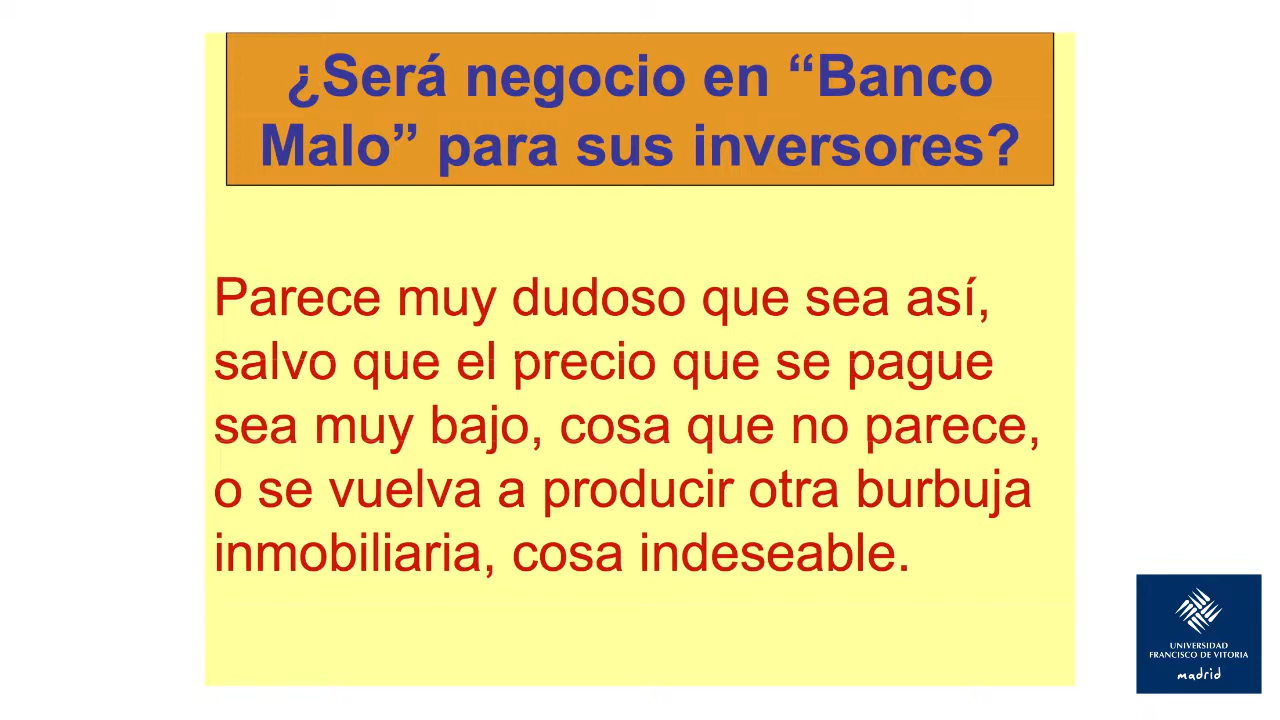 ¿Será negocio en “Banco
Malo” para sus inversores?
Parece muy dudoso que sea así,
salvo que el precio que se pague
sea muy bajo, cosa que no parece,
o se vuelva a producir otra burbuja
inmobiliaria, cosa indeseable.
UNIVERSIDAD
FRANCISCO DE VITORIA
madrid